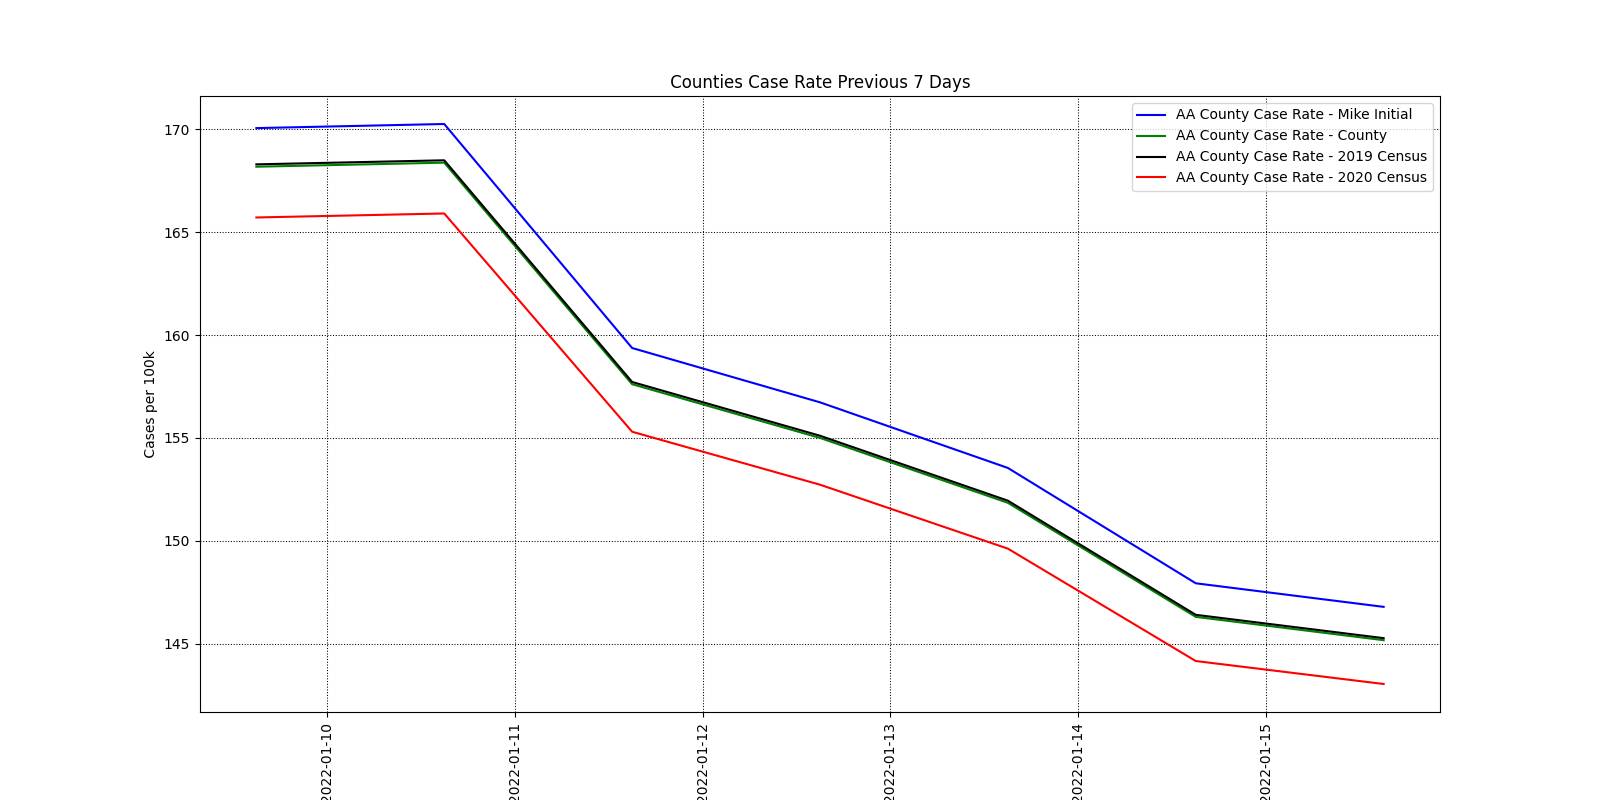 Counties Case Rate Previous 7 Days
AA County Case Rate - Mike Initial
AA County Case Rate - County
AA County Case Rate - 2019 Census
AA County Case Rate - 2020 Census
Cases per 100k
170
165
160
155
150
145
2022-01-10
2022-01-11
2022-01-12
2022-01-13
2022-01-14
2022-01-15